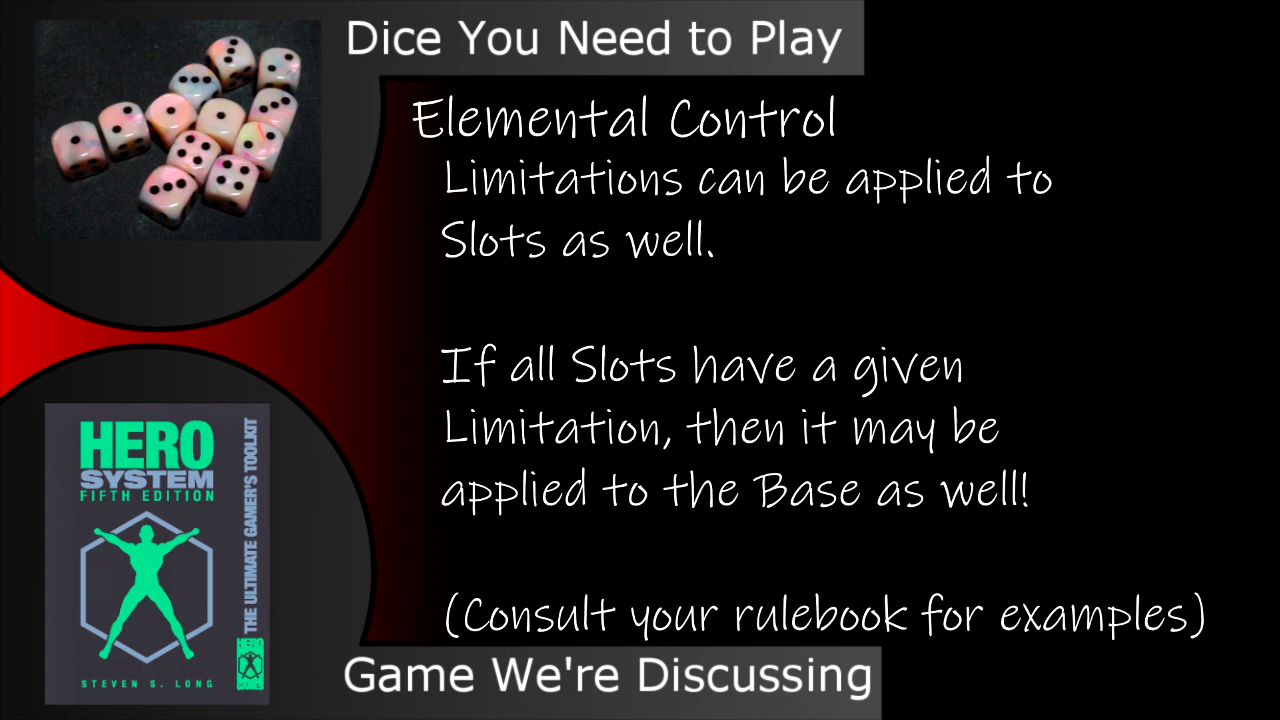 Dice You Need to Play
Elemental Control
Limitations can be applied to
Slots as well.
If all Slots have a given
Limitation, then it may be
applied to the Base as well!
(Consult your rulebook for examples)
HERO
SYSTEM
FIFTH EDITION
THE ULTIMATE GAMER'S TOOLKIT
HERO
STEVEN S. LONG
Game We're Discussing